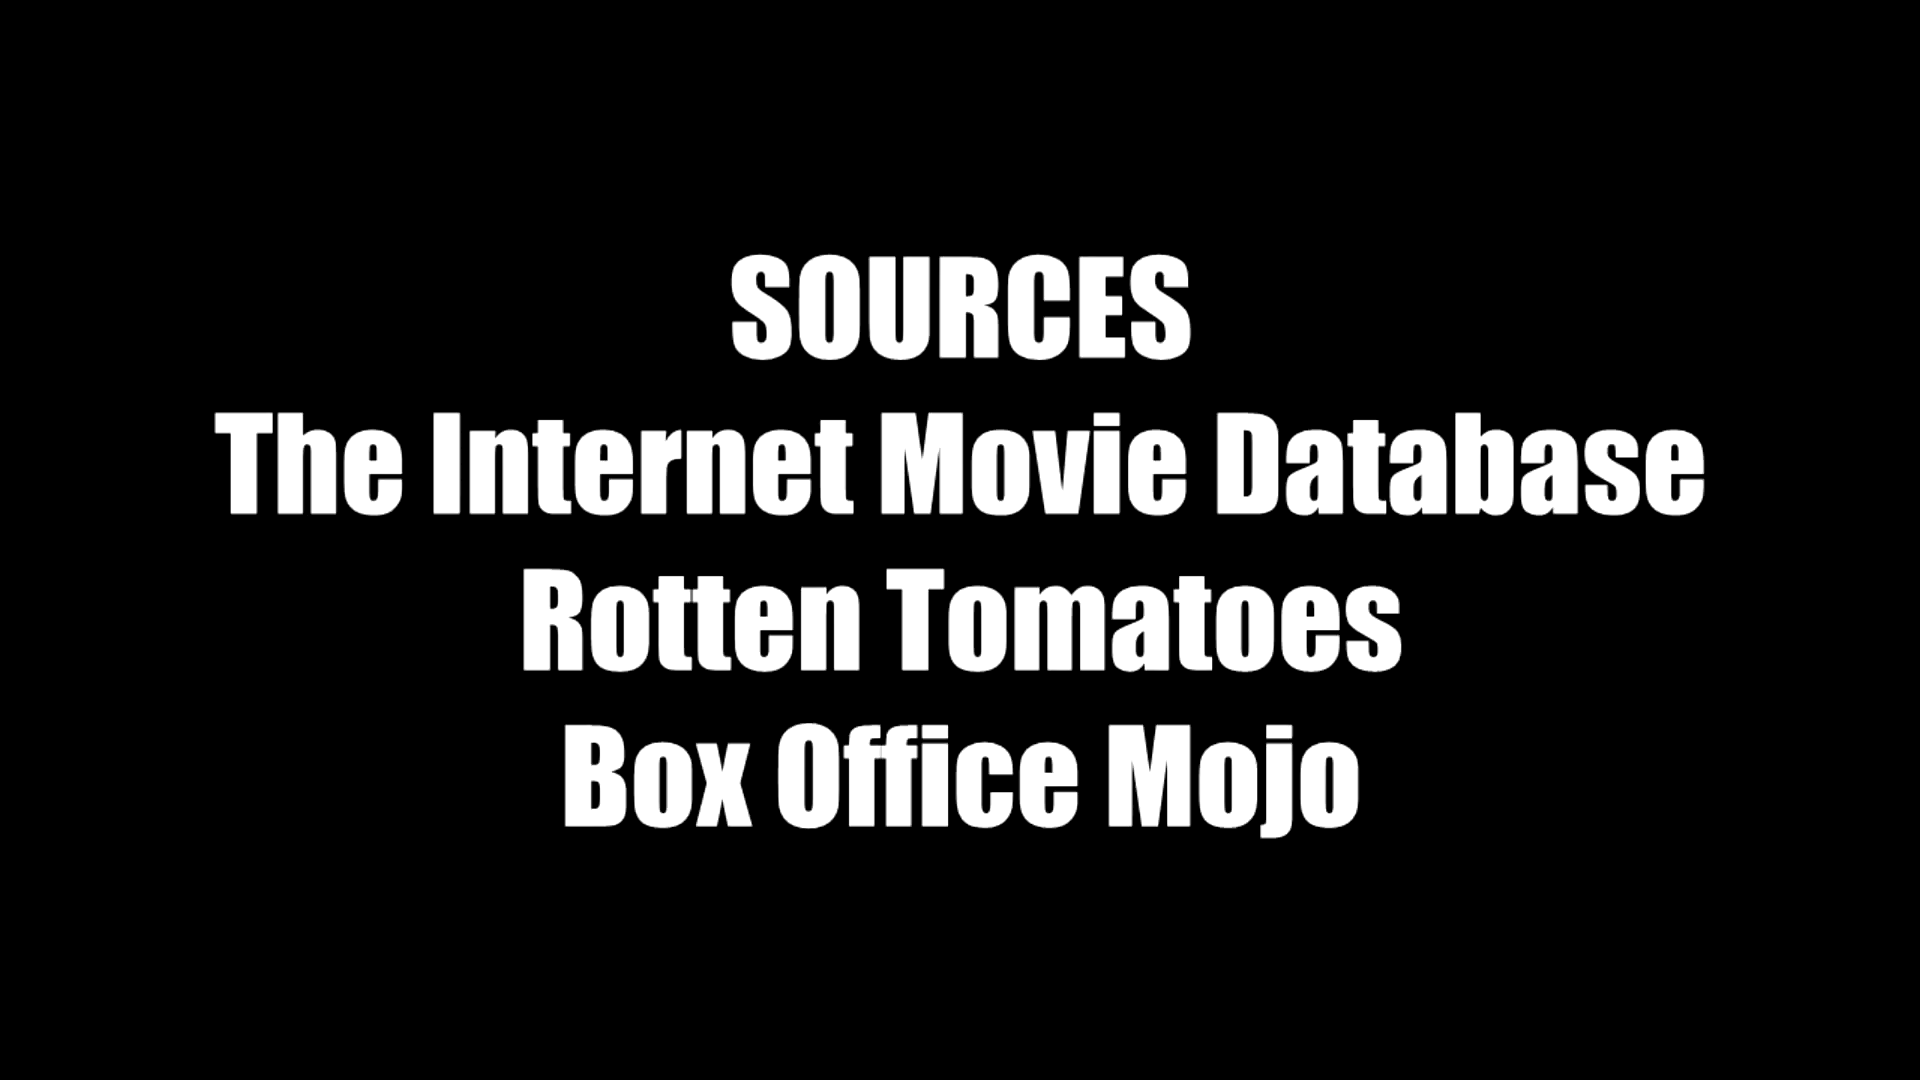 SOURCES
The Internet Movie Database
Rotten Tomatoes
Box Office Mojo